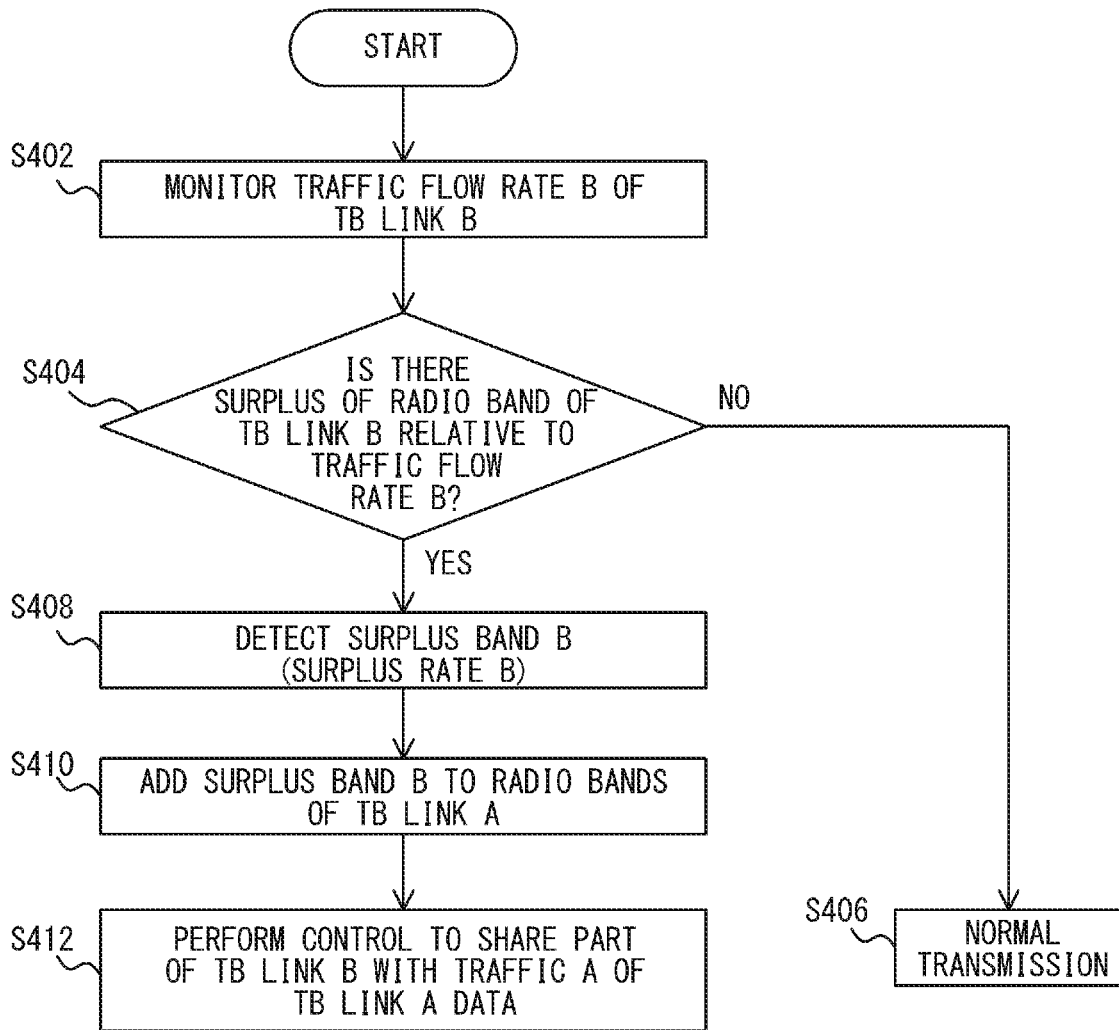 START
S402
MONITOR TRAFFIC FLOW RATE B OF
TB LINK B
S404
IS THERE
SURPLUS OF RADIO BAND OF
TB LINK B RELATIVE TO
TRAFFIC FLOW
RATE B?
NO
YES
S408
DETECT SURPLUS BAND B
(SURPLUS RATE B)
S410
ADD SURPLUS BAND B TO RADIO BANDS
OF TB LINK A
S412
PERFORM CONTROL TO SHARE PART
OF TB LINK B WITH TRAFFIC A OF
TB LINK A DATA
S406
NORMAL
TRANSMISSION